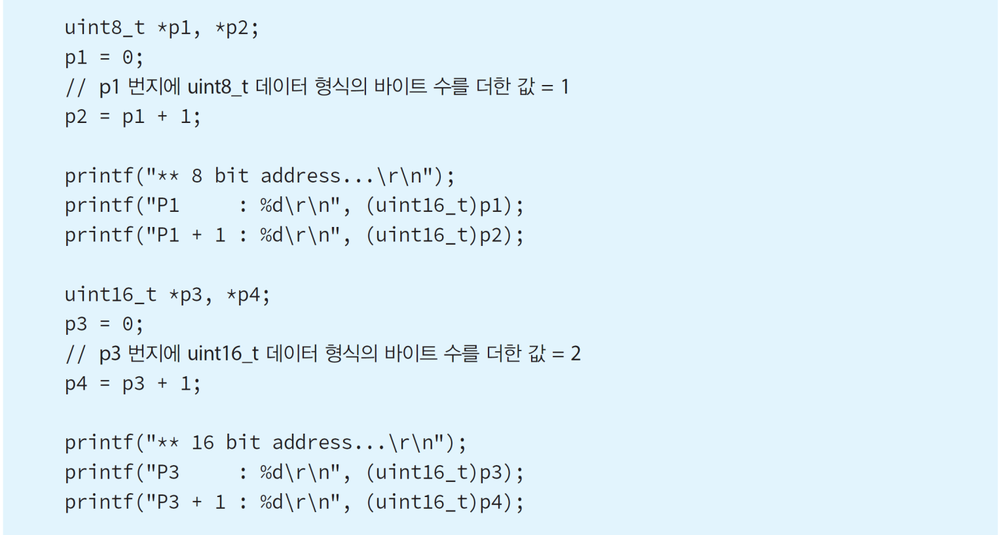 uint8_t *p1, *p2;
p1 = 0;
// p1 번지에 uint8_t 데이터 형식의 바이트 수를 더한 값 = 1
p2 = p1 + 1;

printf("** 8 bit address...\r\n");
printf("P1     : %d\r\n", (uint16_t)p1);
printf("P1 + 1 : %d\r\n", (uint16_t)p2);

uint16_t *p3, *p4;
p3 = 0;
// p3 번지에 uint16_t 데이터 형식의 바이트 수를 더한 값 = 2
p4 = p3 + 1;

printf("** 16 bit address...\r\n");
printf("P3     : %d\r\n", (uint16_t)p3);
printf("P3 + 1 : %d\r\n", (uint16_t)p4);